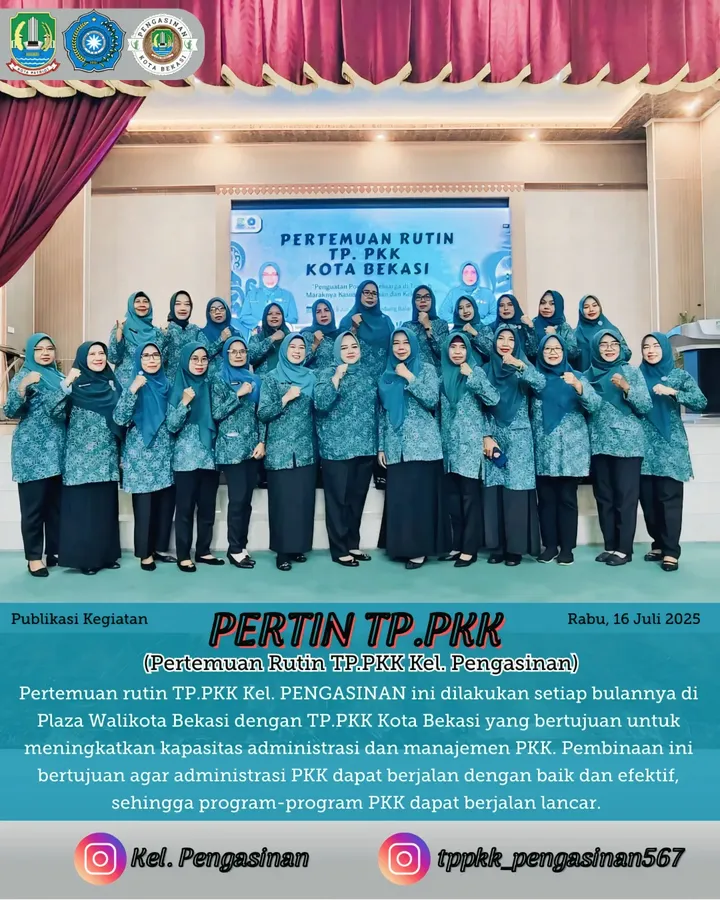 KOTA PATRIOT
PENGASINAN
KOTA BEKASI
PERTEMUAN RUTIN
TP. PKK
KOTA BEKASI
Publikasi Kegiatan
PERTIN TP.PKK
Rabu, 16 Juli 2025
(Pertemuan Rutin TP.PKK Kel. Pengasinan)
Pertemuan rutin TP.PKK Kel. PENGASINAN ini dilakukan setiap bulannya di
Plaza Walikota Bekasi dengan TP.PKK Kota Bekasi yang bertujuan untuk
meningkatkan kapasitas administrasi dan manajemen PKK. Pembinaan ini
bertujuan agar administrasi PKK dapat berjalan dengan baik dan efektif,
sehingga program-program PKK dapat berjalan lancar.
Kel. Pengasinan
tppkk_pengasinan567